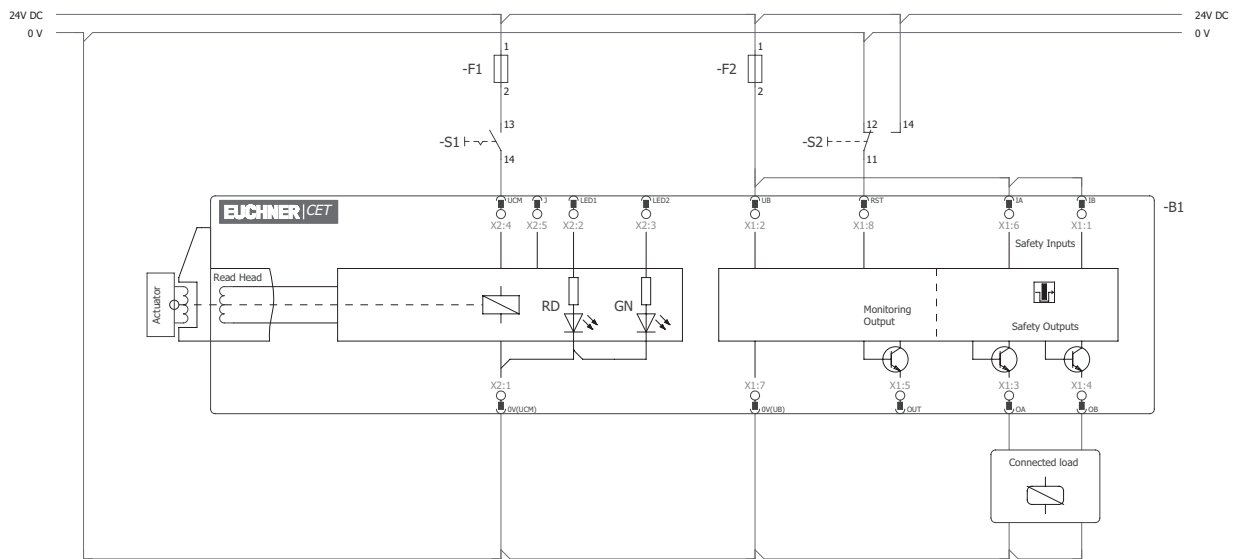 24V DC
24V DC
0 V
0 V
1
1
-F1
-F2
2
2
13
12
14
-S1
-S2
14
11
EUCHNER CET
UCM
J
LED1
LED2
UB
RST
IA
IB
-B1
X2:4
X2:5
X2:2
X2:3
X1:2
X1:8
X1:6
X1:1
Safety Inputs
Read Head
Actuator
RD
GN
Monitoring
Output
Safety Outputs
X2:1
X1:7
X1:5
X1:3
X1:4
0V(UCM)
0V(UB)
OUT
OA
OB
Connected load